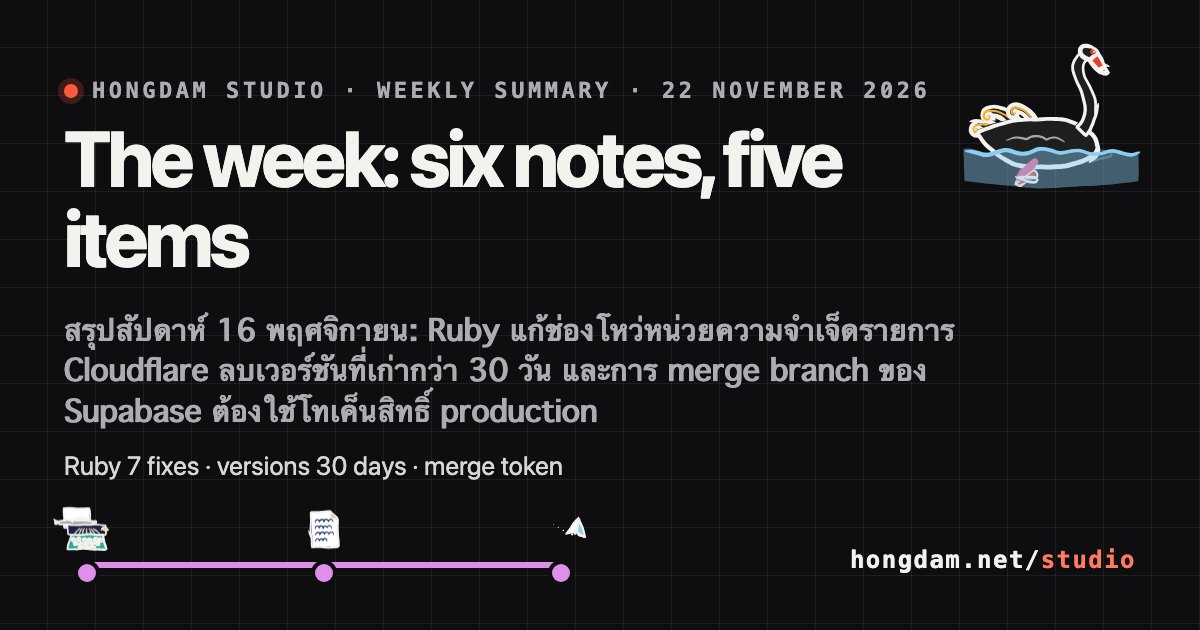 HONGDAM STUDIO · WEEKLY SUMMARY · 22 NOVEMBER 2026
The week: six notes, five
items
สรุปสัปดาห์ 16 พฤศจิกายน: Ruby แก้ช่องโหว่หน่วยความจำเจ็ดรายการ
Cloudflare ลบเวอร์ชันที่เก่ากว่า 30 วัน และการ merge branch ของ
Supabase ต้องใช้โทเค็นสิทธิ์ production
Ruby 7 fixes · versions 30 days · merge token
hongdam.net/studio